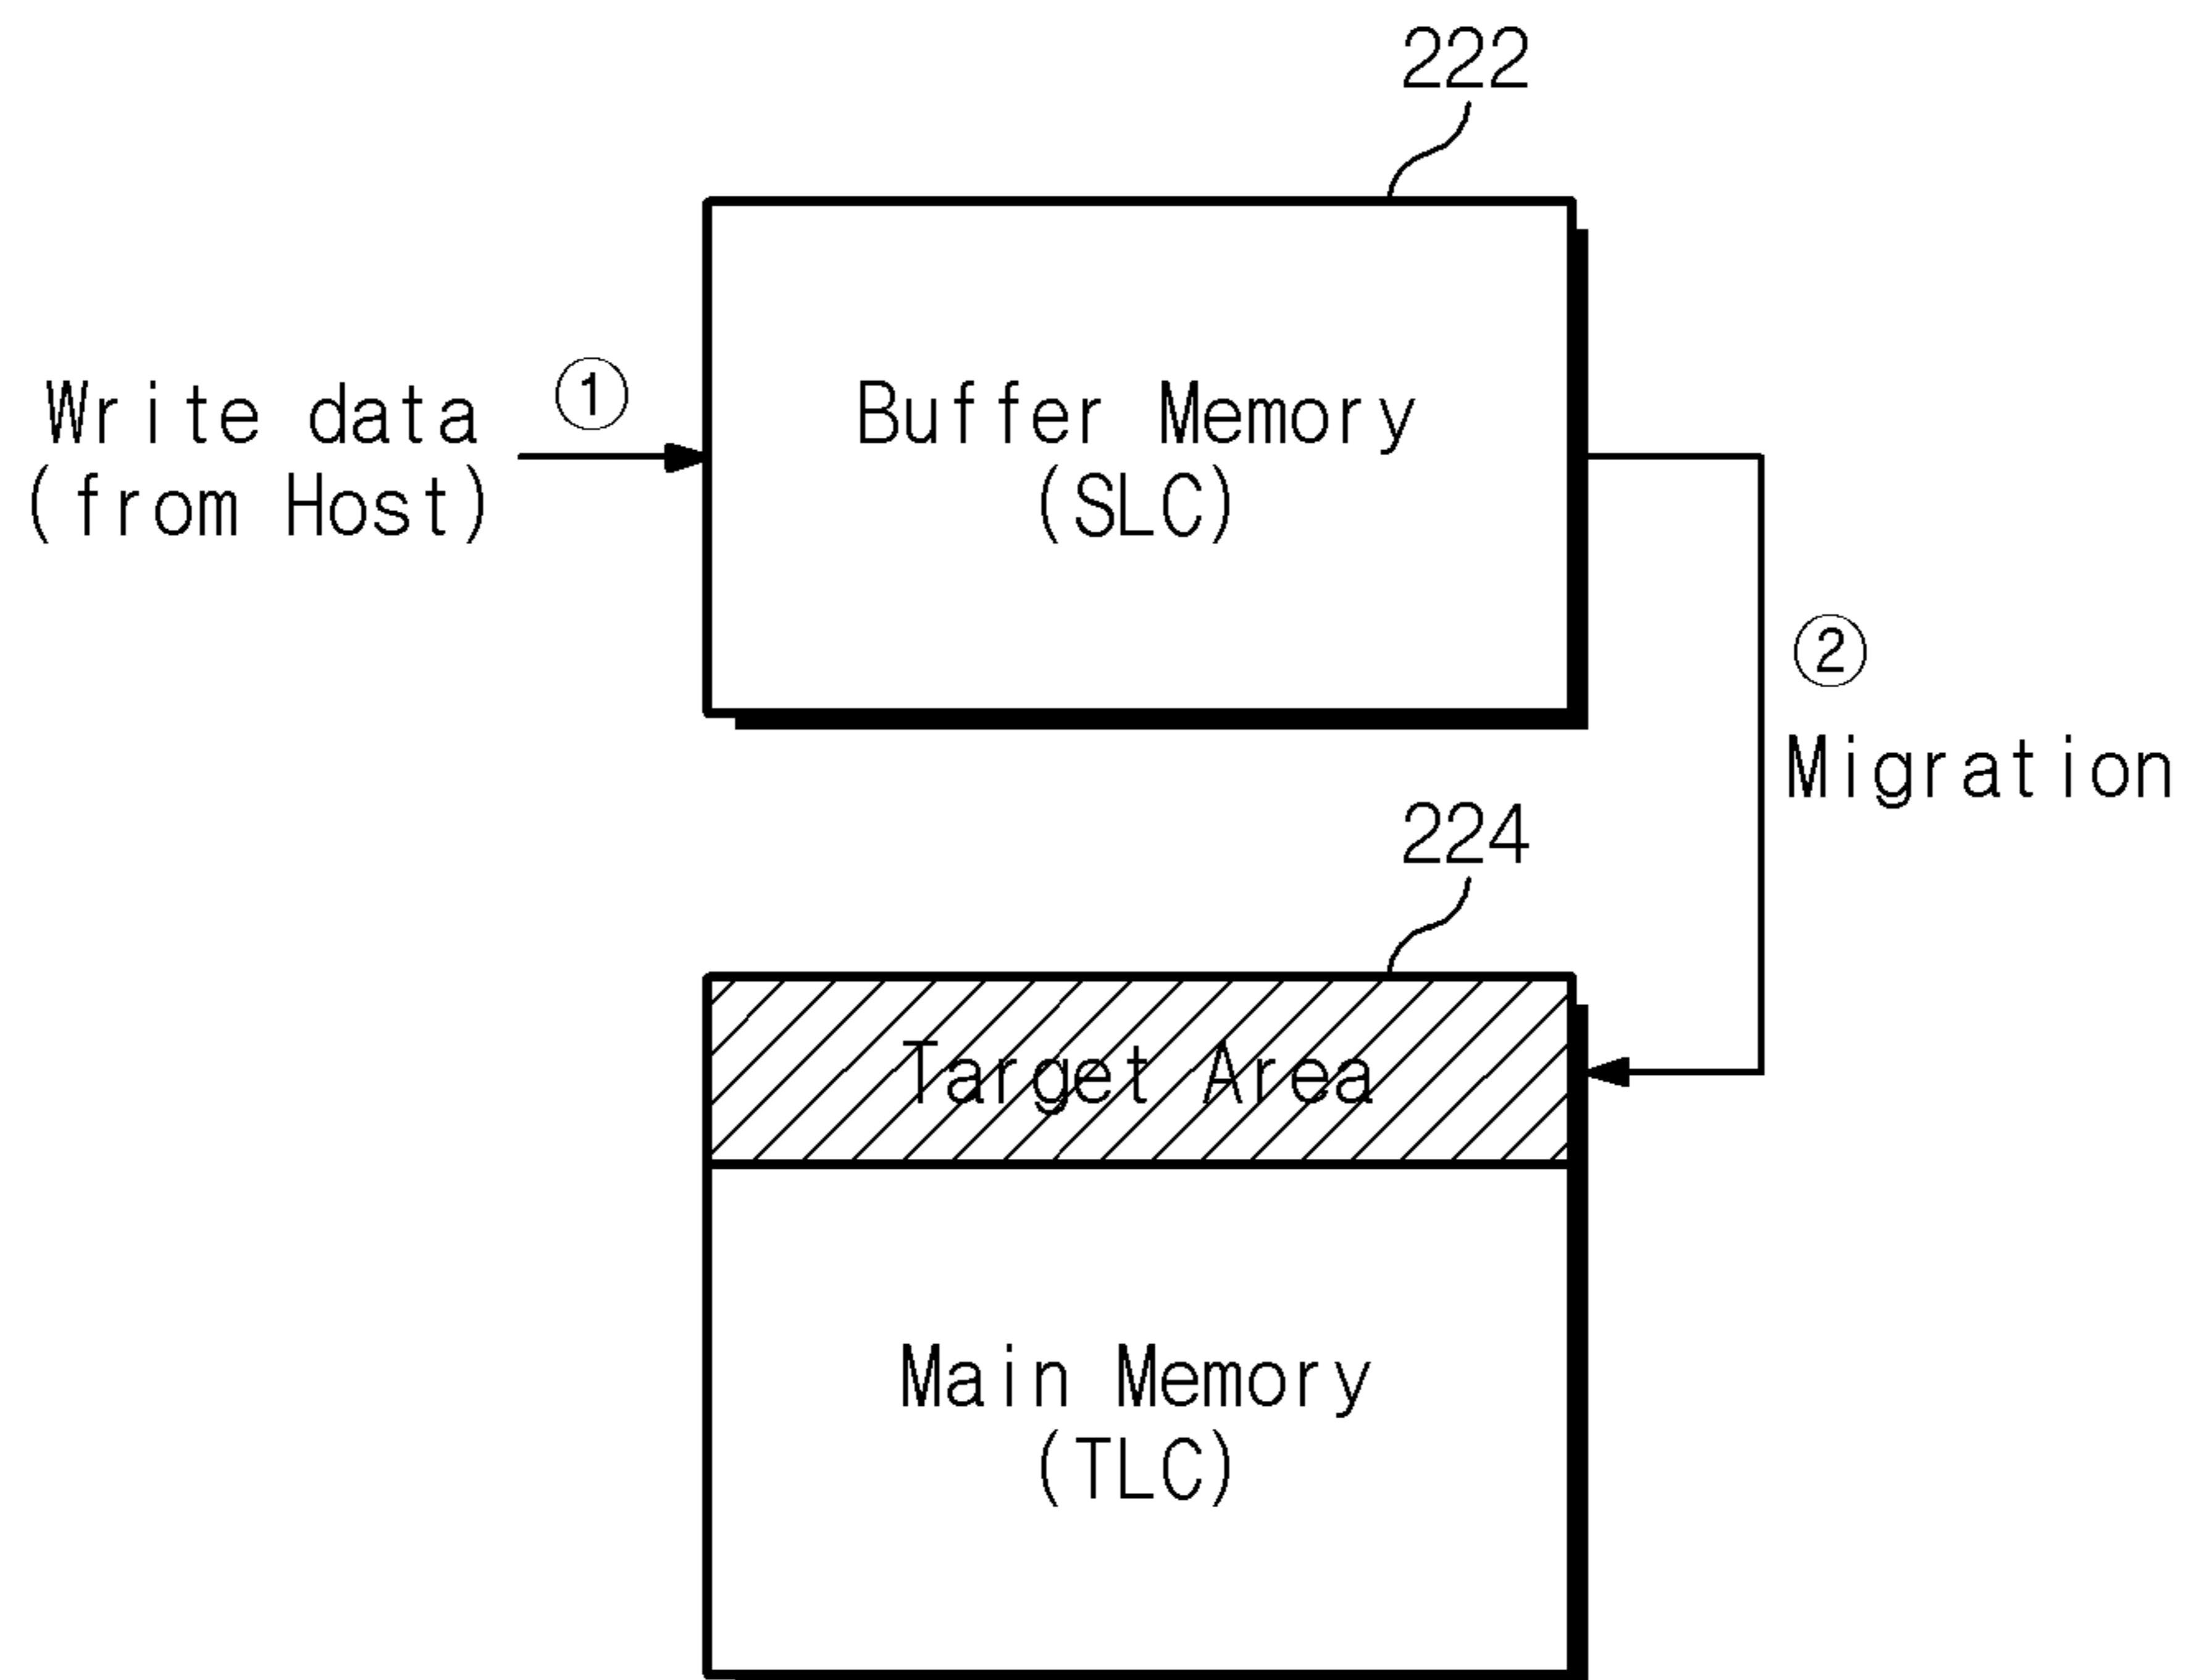 222
Write data
(from Host)
①
Buffer Memory
(SLC)
②
Migration
224
Target Area
Main Memory
(TLC)